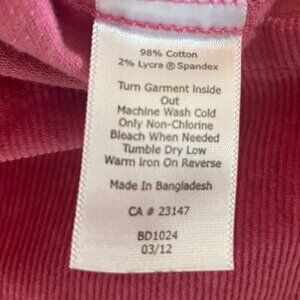 98% Cotton
2% Lycra ® Spandex
Turn Garment Inside
Out
Machine Wash Cold
Only Non-Chlorine
Bleach When Needed
Tumble Dry Low
Warm Iron On Reverse
Made In Bangladesh
CA # 23147
BD1024
03/12